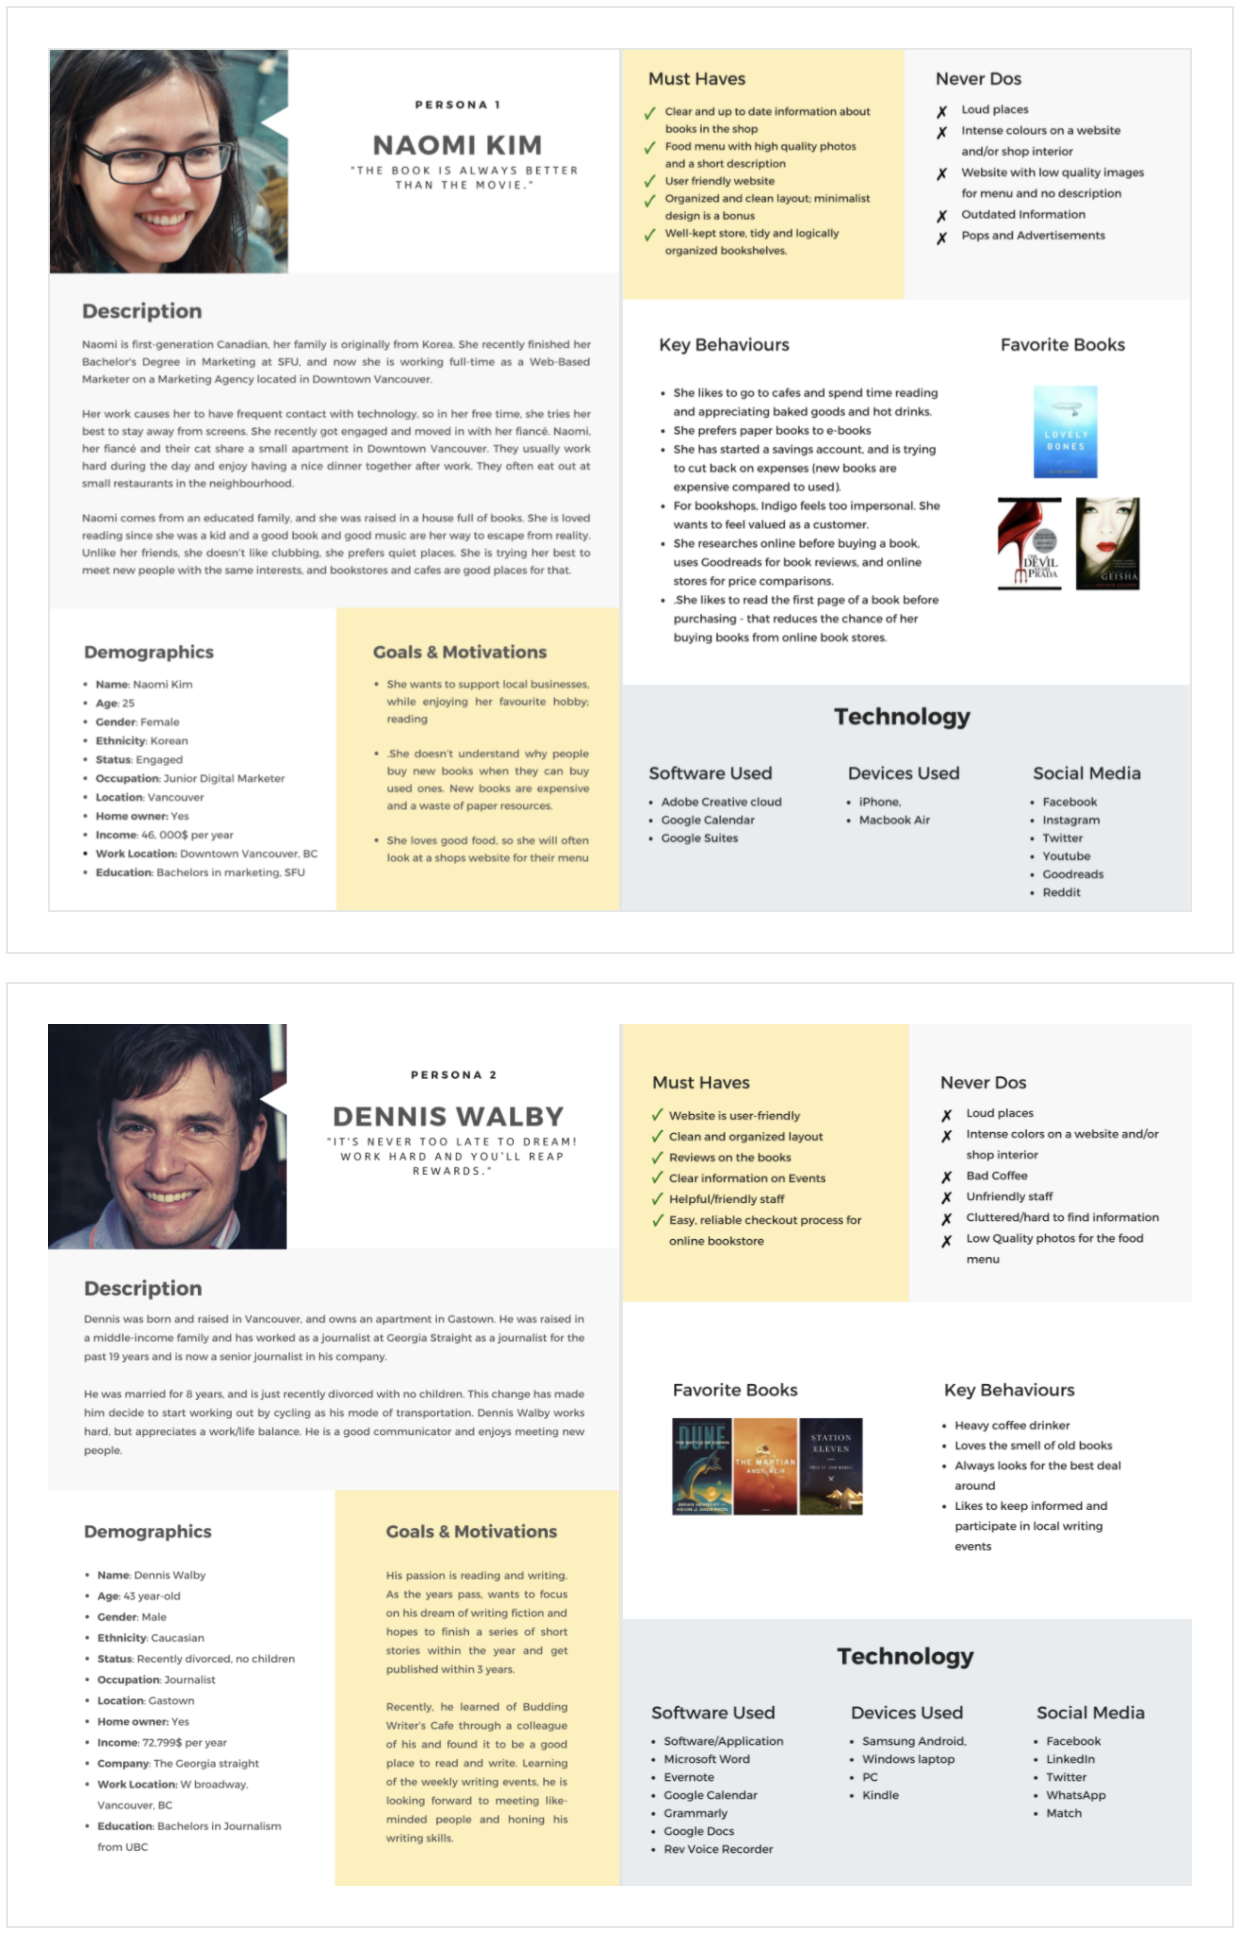 PERSONA 1
NAOMI KIM
"THE BOOK IS ALWAYS BETTER
THAN THE MOVIE."
Description
Naomi is first-generation Canadian, her family is originally from Korea. She recently finished her
Bachelor's Degree in Marketing at SFU, and now she is working full-time as a Web-Based
Marketer on a Marketing Agency located in Downtown Vancouver.
Her work causes her to have frequent contact with technology, so in her free time, she tries her
best to stay away from screens. She recently got engaged and moved in with her fiancé. Naomi,
her fiancé and their cat share a small apartment in Downtown Vancouver. They usually work
hard during the day and enjoy having a nice dinner together after work. They often eat out at
small restaurants in the neighbourhood.
Naomi comes from an educated family, and she was raised in a house full of books. She is loved
reading since she was a kid and a good book and good music are her way to escape from reality.
Unlike her friends, she doesn't like clubbing, she prefers quiet places. She is trying her best to
meet new people with the same interests, and bookstores and cafes are good places for that.
Demographics
• Name: Naomi Kim
• Age: 25
• Gender: Female
• Ethnicity: Korean
• Status: Engaged
• Occupation: Junior Digital Marketer
• Location: Vancouver
• Home owner: Yes
• Income: 46, 000$ per year
• Work Location: Downtown Vancouver, BC
• Education: Bachelors in marketing, SFU
Goals & Motivations
• She wants to support local businesses,
while enjoying her favourite hobby;
reading
• .She doesn't understand why people
buy new books when they can buy
used ones. New books are expensive
and a waste of paper resources.
• She loves good food, so she will often
look at a shops website for their menu
Must Haves
✓ Clear and up to date information about
books in the shop
✓ Food menu with high quality photos
and a short description
✓ User friendly website
✓ Organized and clean layout; minimalist
design is a bonus
✓ Well-kept store, tidy and logically
organized bookshelves.
Never Dos
✗ Loud places
✗ Intense colours on a website
and/or shop interior
✗ Website with low quality images
for menu and no description
✗ Outdated Information
✗ Pops and Advertisements
Key Behaviours
• She likes to go to cafes and spend time reading
and appreciating baked goods and hot drinks.
• She prefers paper books to e-books
• She has started a savings account, and is trying
to cut back on expenses (new books are
expensive compared to used).
• For bookshops, Indigo feels too impersonal. She
wants to feel valued as a customer.
• She researches online before buying a book,
uses Goodreads for book reviews, and online
stores for price comparisons.
• .She likes to read the first page of a book before
purchasing - that reduces the chance of her
buying books from online book stores.
Favorite Books
LOVELY
BONES
DEVIL
PRADA
GEISHA
Technology
Software Used
• Adobe Creative cloud
• Google Calendar
• Google Suites
Devices Used
• iPhone,
• Macbook Air
Social Media
• Facebook
• Instagram
• Twitter
• Youtube
• Goodreads
• Reddit
PERSONA 2
DENNIS WALBY
"IT'S NEVER TOO LATE TO DREAM!
WORK HARD AND YOU'LL REAP
REWARDS."
Description
Dennis was born and raised in Vancouver, and owns an apartment in Gastown. He was raised in
a middle-income family and has worked as a journalist at Georgia Straight as a journalist for the
past 19 years and is now a senior journalist in his company.
He was married for 8 years, and is just recently divorced with no children. This change has made
him decide to start working out by cycling as his mode of transportation. Dennis Walby works
hard, but appreciates a work/life balance. He is a good communicator and enjoys meeting new
people.
Demographics
• Name: Dennis Walby
• Age: 43 year-old
• Gender: Male
• Ethnicity: Caucasian
• Status: Recently divorced, no children
• Occupation: Journalist
• Location: Gastown
• Home owner: Yes
• Income: 72,799$ per year
• Company: The Georgia straight
• Work Location: W broadway,
Vancouver, BC
• Education: Bachelors in Journalism
from UBC
Goals & Motivations
His passion is reading and writing.
As the years pass, wants to focus
on his dream of writing fiction and
hopes to finish a series of short
stories within the year and get
published within 3 years.
Recently, he learned of Budding
Writer's Cafe through a colleague
of his and found it to be a good
place to read and write. Learning
of the weekly writing events, he is
looking forward to meeting like-
minded people and honing his
writing skills.
Must Haves
✓ Website is user-friendly
✓ Clean and organized layout
✓ Reviews on the books
✓ Clear information on Events
✓ Helpful/friendly staff
✓ Easy, reliable checkout process for
online bookstore
Never Dos
✗ Loud places
✗ Intense colors on a website and/or
shop interior
✗ Bad Coffee
✗ Unfriendly staff
✗ Cluttered/hard to find information
✗ Low Quality photos for the food
menu
Favorite Books
DUNE
BRIAN HERBERT
KEVIN J. ANDERSON
THE MARTIAN
ANDY WEIR
STATION
ELEVEN
Key Behaviours
• Heavy coffee drinker
• Loves the smell of old books
• Always looks for the best deal
around
• Likes to keep informed and
participate in local writing
events
Technology
Software Used
• Software/Application
• Microsoft Word
• Evernote
• Google Calendar
• Grammarly
• Google Docs
• Rev Voice Recorder
Devices Used
• Samsung Android,
• Windows laptop
• PC
• Kindle
Social Media
• Facebook
• LinkedIn
• Twitter
• WhatsApp
• Match